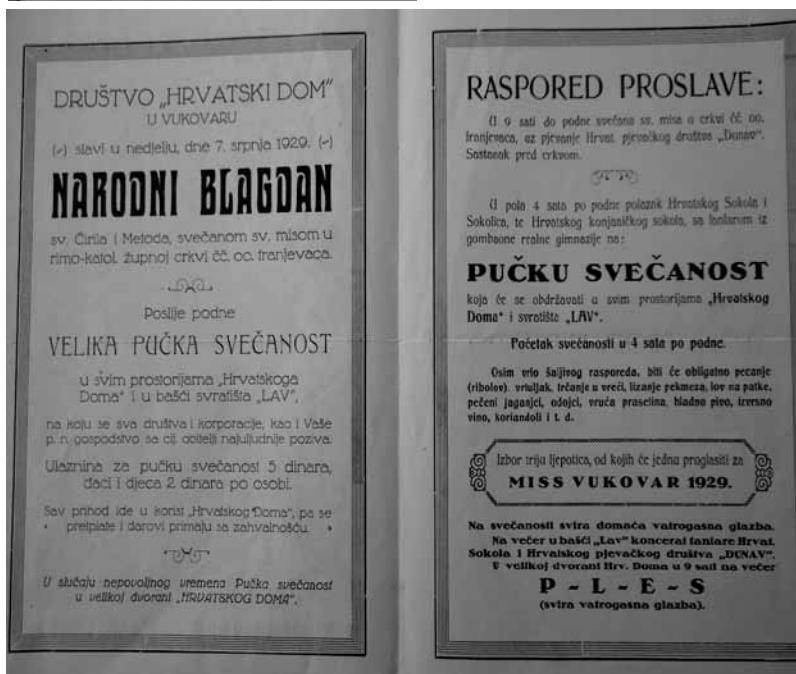 DRUŠTVO „HRVATSKI DOM"
U VUKOVARU
(-) slavi u nedjelju, dne 7. srpnja 1929. (-)
NARODNI BLAGDAN
sv. Ćirila i Metoda, svečanom sv. misom u
rimo-katol. župnoj crkvi čč. oo. franjevaca.
Poslije podne
VELIKA PUČKA SVEČANOST
u svim prostorijama „Hrvatskoga
Doma" i u bašći svratišta „LAV",
na koju se sva društva i korporacije, kao i Vaše
p. n. gospodstvo sa cij. obitelji najuljudnije poziva.
Ulaznina za pučku svečanost 5 dinara,
đaci i djeca 2 dinara po osobi.
Sav prihod ide u korist „Hrvatskog Doma", pa se
pretplate i darovi primaju sa zahvalnošću.
U slučaju nepovoljnog vremena Pučka svečanost
u velikoj dvorani „HRVATSKOG DOMA".
RASPORED PROSLAVE:
U 9 sati do podne svečana sv. misa u crkvi čč. oo.
franjevaca, uz pjevanje Hrvat. pjevačkog društva „Dunav".
Sastanak pred crkvom.
U pola 4 sata po podne polazak Hrvatskog Sokola i
Sokolica, te Hrvatskog konjaničkog sokola, sa fanfarom iz
gombaone realne gimnazije na:
PUČKU SVEČANOST
koja će se obdržavati u svim prostorijama „Hrvatskog
Doma" i svratišta „LAV".
Početak svečanosti u 4 sata po podne.
Osim vrlo šaljivog rasporeda, biti će obligatno pecanje
(ribolov), vrtuljak, trčanje u vreći, lizanje pekmeza, lov na patke,
pečeni jaganjci, odojci, vruća prasetina, hladno pivo, izvrsno
vino, koriandoli i t. d.
Izbor triju ljepotica, od kojih će jedna proglasiti za
MISS VUKOVAR 1929.
Na svečanosti svira domaća vatrogasna glazba.
Na večer u bašći „Lav" koncerat fanfare Hrvat.
Sokola i Hrvatskog pjevačkog društva „DUNAV".
U velikoj dvorani Hrv. Doma u 9 sati na večer
P - L - E - S
(svira vatrogasna glazba).